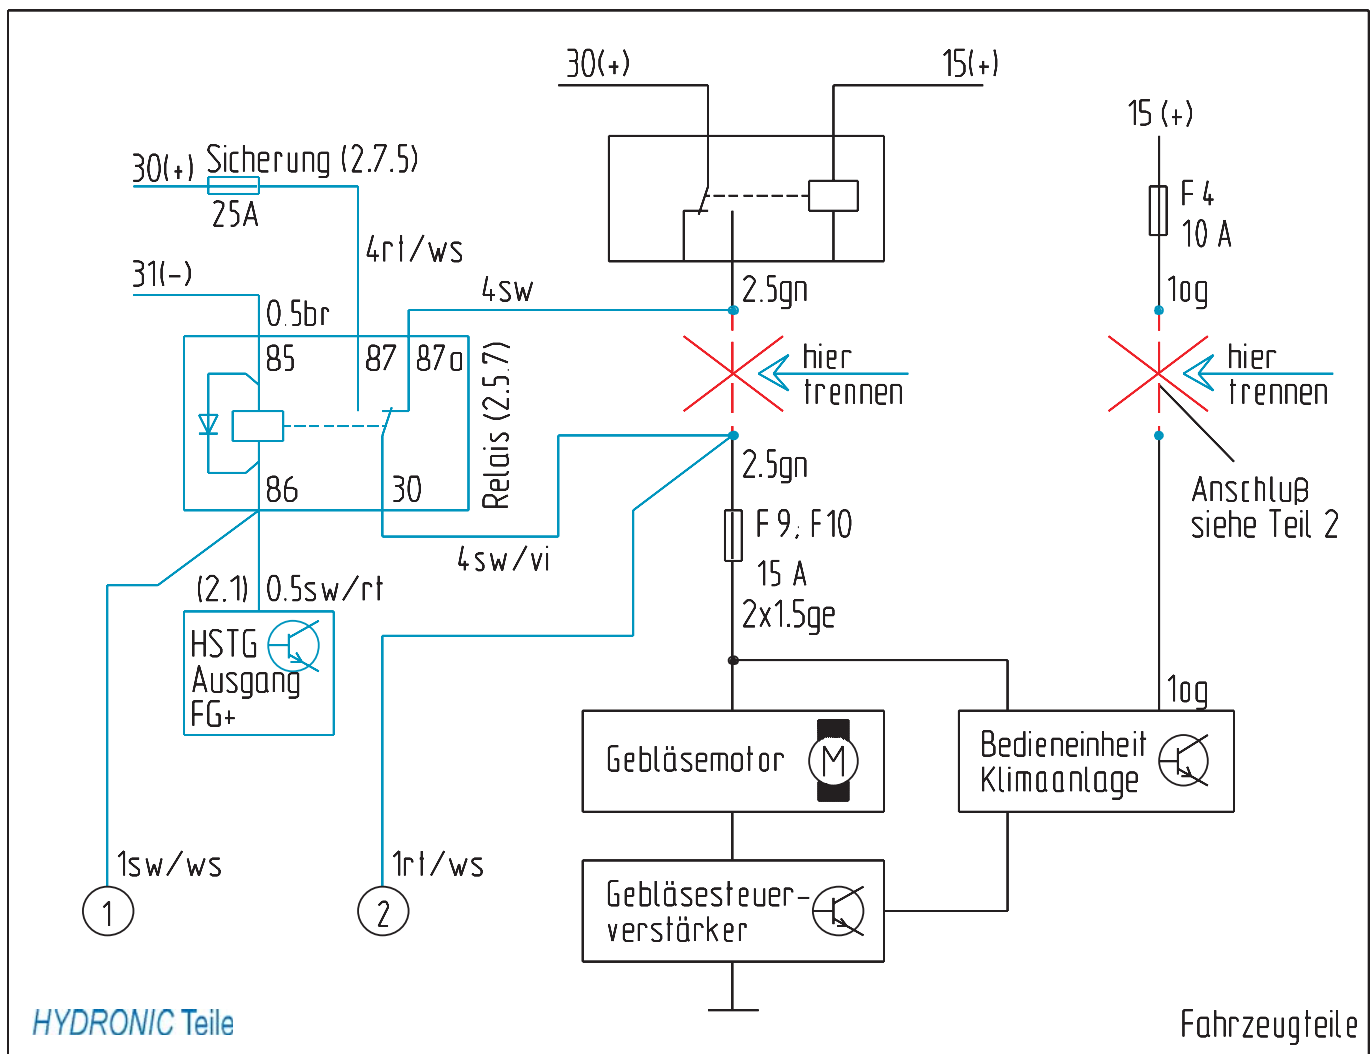 30(+)
15(+)
15 (+)
30(+)
Sicherung (2.7.5)
25A
F 4
10 A
4rt/ws
31(-)
0.5br
4sw
2.5gn
1og
85
87
87a
Relais (2.5.7)
hier
trennen
hier
trennen
86
30
2.5gn
4sw/vi
F 9, F10
15 A
2x1.5ge
Anschluß
siehe Teil 2
(2.1)
0.5sw/rt
HSTG
Ausgang
FG+
1og
Gebläsemotor
M
Bedieneinheit
Klimaanlage
1sw/ws
1rt/ws
1
2
Gebläsesteuer-
verstärker
HYDRONIC Teile
Fahrzeugteile